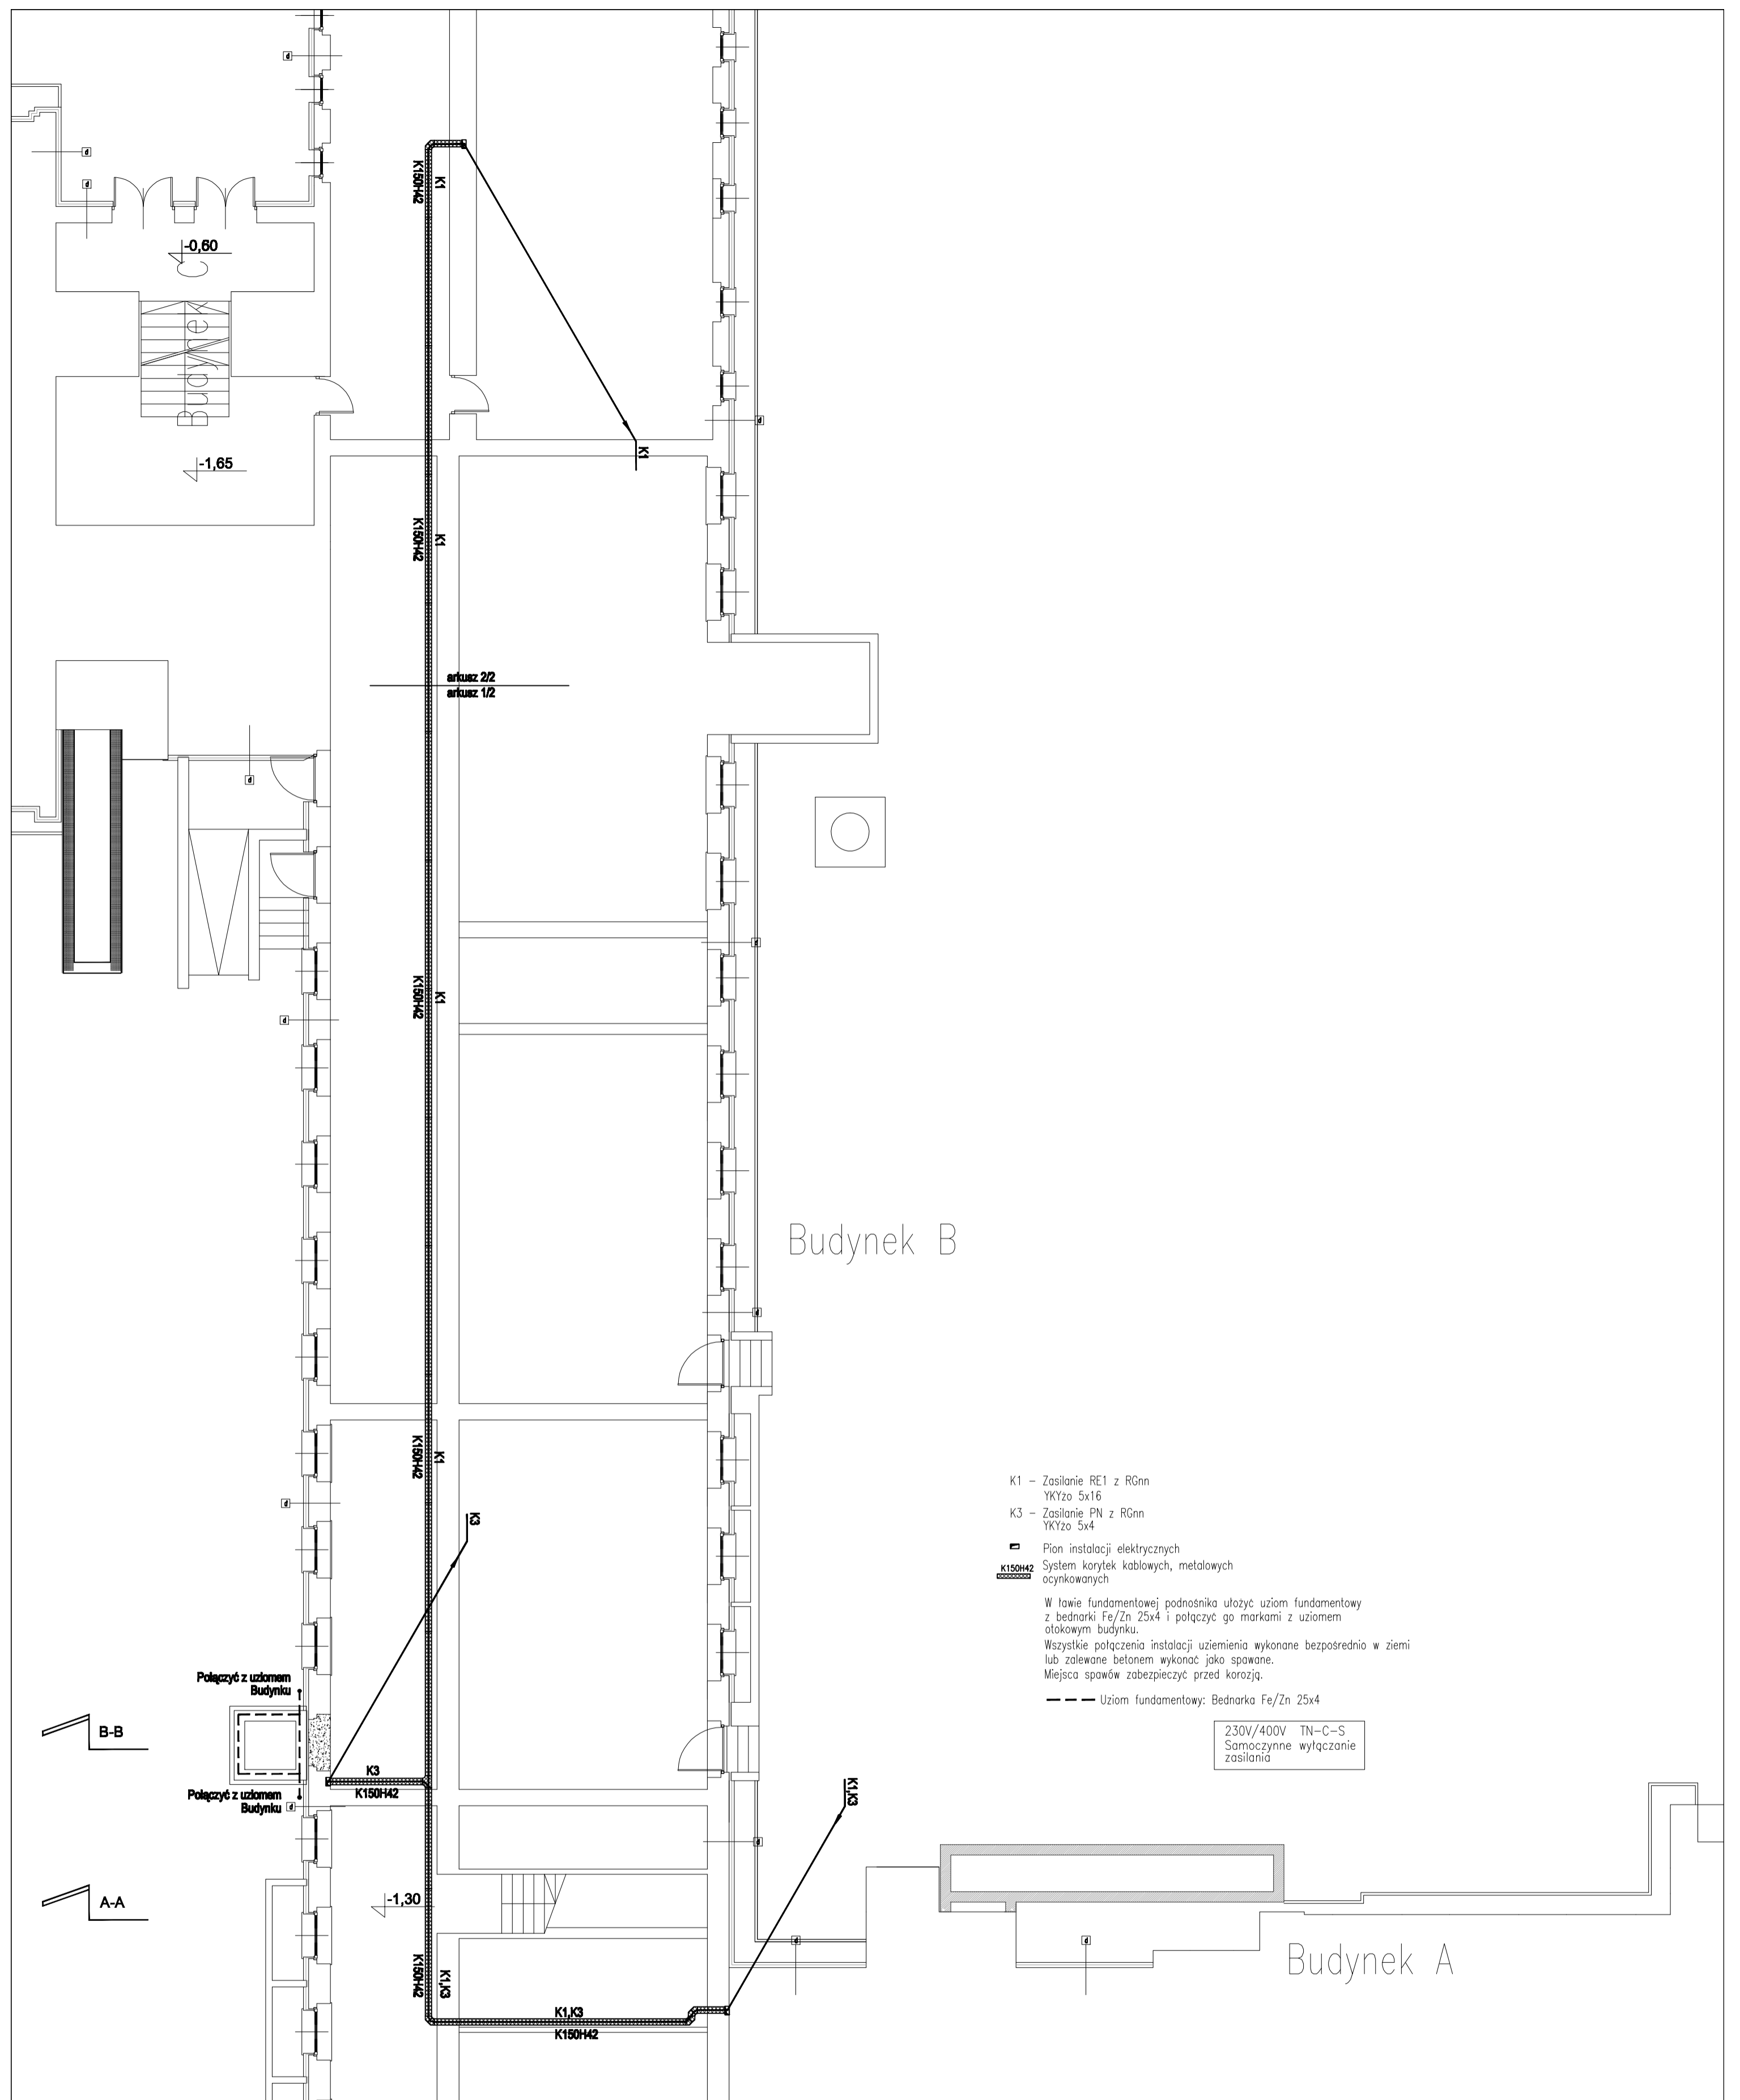 d
K150H42
K1
d
d
-0,60
Budynek C
d
K1
-1,65
K150H42
K1
arkusz 2/2
arkusz 1/2
d
d
K150H42
K1
d
Budynek B
d
K150H42
K1
K1 – Zasilanie RE1 z RGnn
YKYżo 5x16
K3 – Zasilanie PN z RGnn
YKYżo 5x4
Pion instalacji elektrycznych
K150H42 System korytek kablowych, metalowych
ocynkowanych
d
K3
W ławie fundamentowej podnośnika ułożyć uziom fundamentowy
z bednarki Fe/Zn 25x4 i połączyć go markami z uziomem
otokowym budynku.
Wszystkie połączenia instalacji uziemienia wykonane bezpośrednio w ziemi
lub zalewane betonem wykonać jako spawane.
Miejsca spawów zabezpieczyć przed korozją.
Uziom fundamentowy: Bednarka Fe/Zn 25x4
Połączyć z uziomem
Budynku
B-B
230V/400V TN-C-S
Samoczynne wyłączanie
zasilania
K3
K150H42
Połączyć z uziomem
Budynku
d
K1,K3
d
A-A
-1,30
d
d
Budynek A
K150H42
K1,K3
K1,K3
K150H42